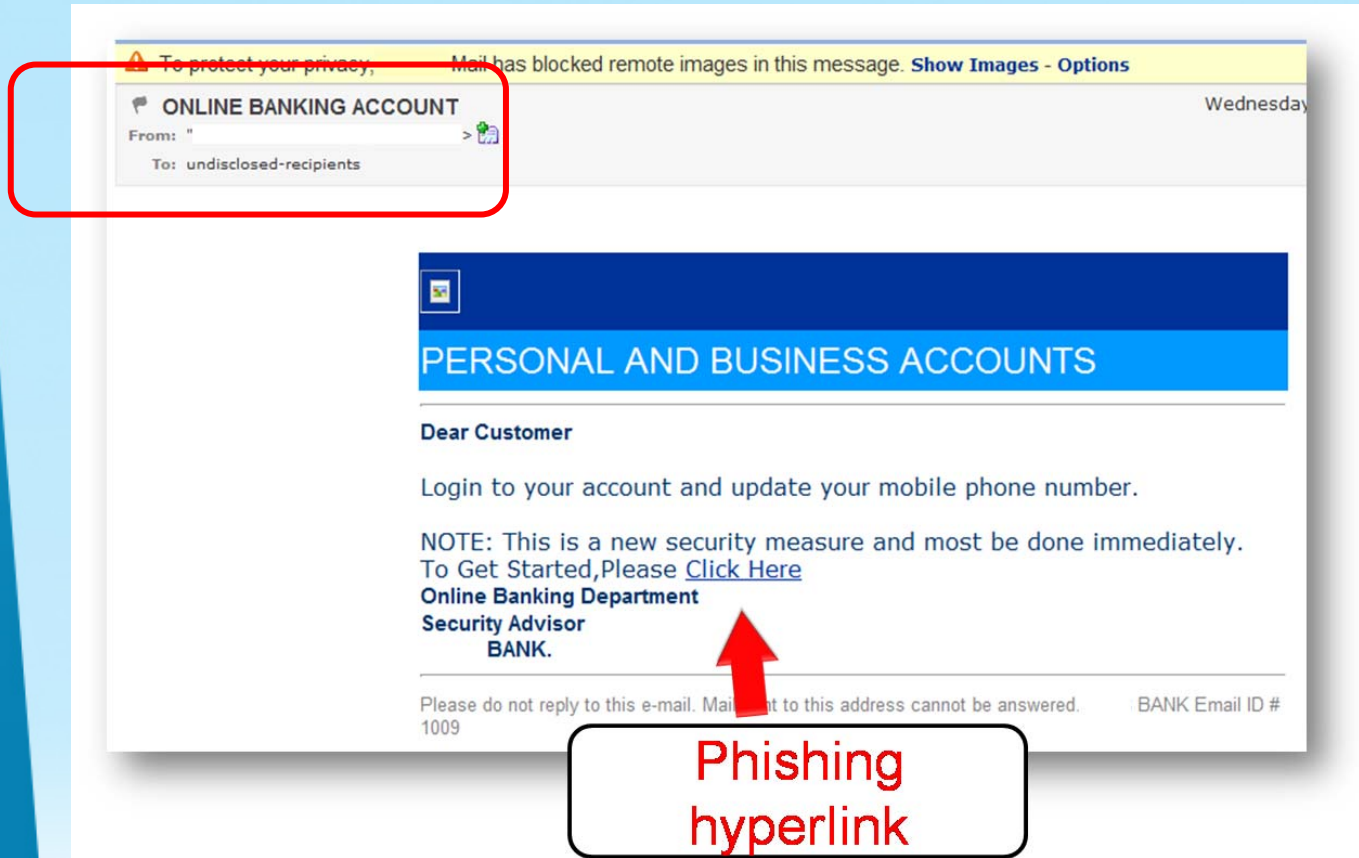 To protect your privacy, Mail has blocked remote images in this message. Show Images - Options
ONLINE BANKING ACCOUNT
Wednesday
From: " >
To: undisclosed-recipients
PERSONAL AND BUSINESS ACCOUNTS
Dear Customer
Login to your account and update your mobile phone number.
NOTE: This is a new security measure and most be done immediately.
To Get Started,Please Click Here
Online Banking Department
Security Advisor
BANK.
Please do not reply to this e-mail. Mail to this address cannot be answered. BANK Email ID #
1009
Phishing
hyperlink